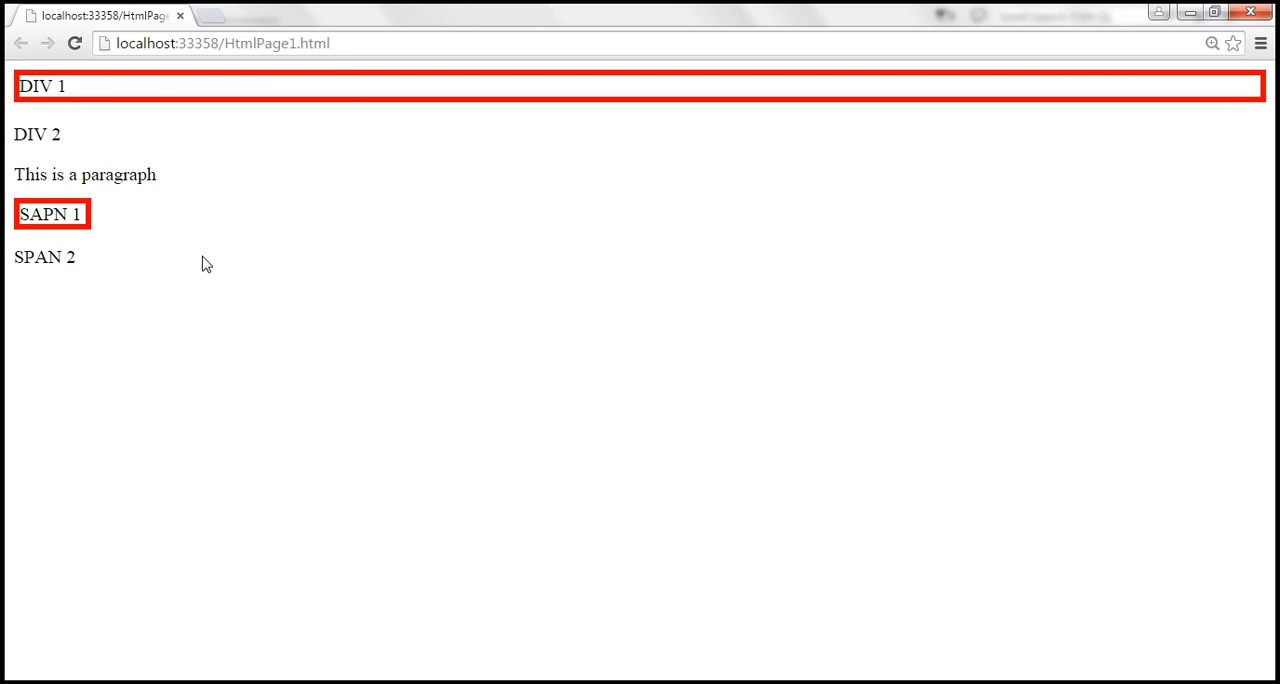 localhost:33358/HtmlPage
localhost:33358/HtmlPage1.html
DIV 1
DIV 2
This is a paragraph
SAPN 1
SPAN 2